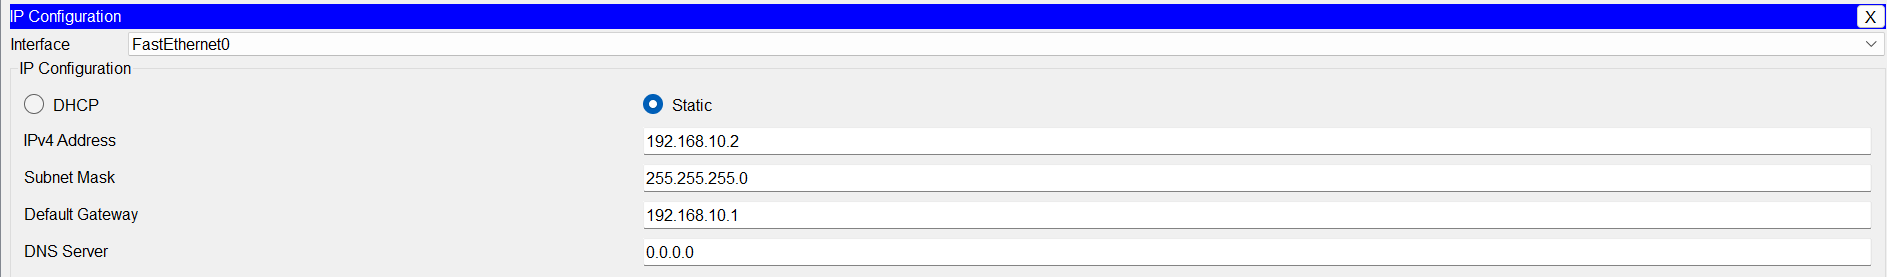 IP Configuration X
Interface FastEthernet0
IP Configuration
DHCP Static
IPv4 Address 192.168.10.2
Subnet Mask 255.255.255.0
Default Gateway 192.168.10.1
DNS Server 0.0.0.0